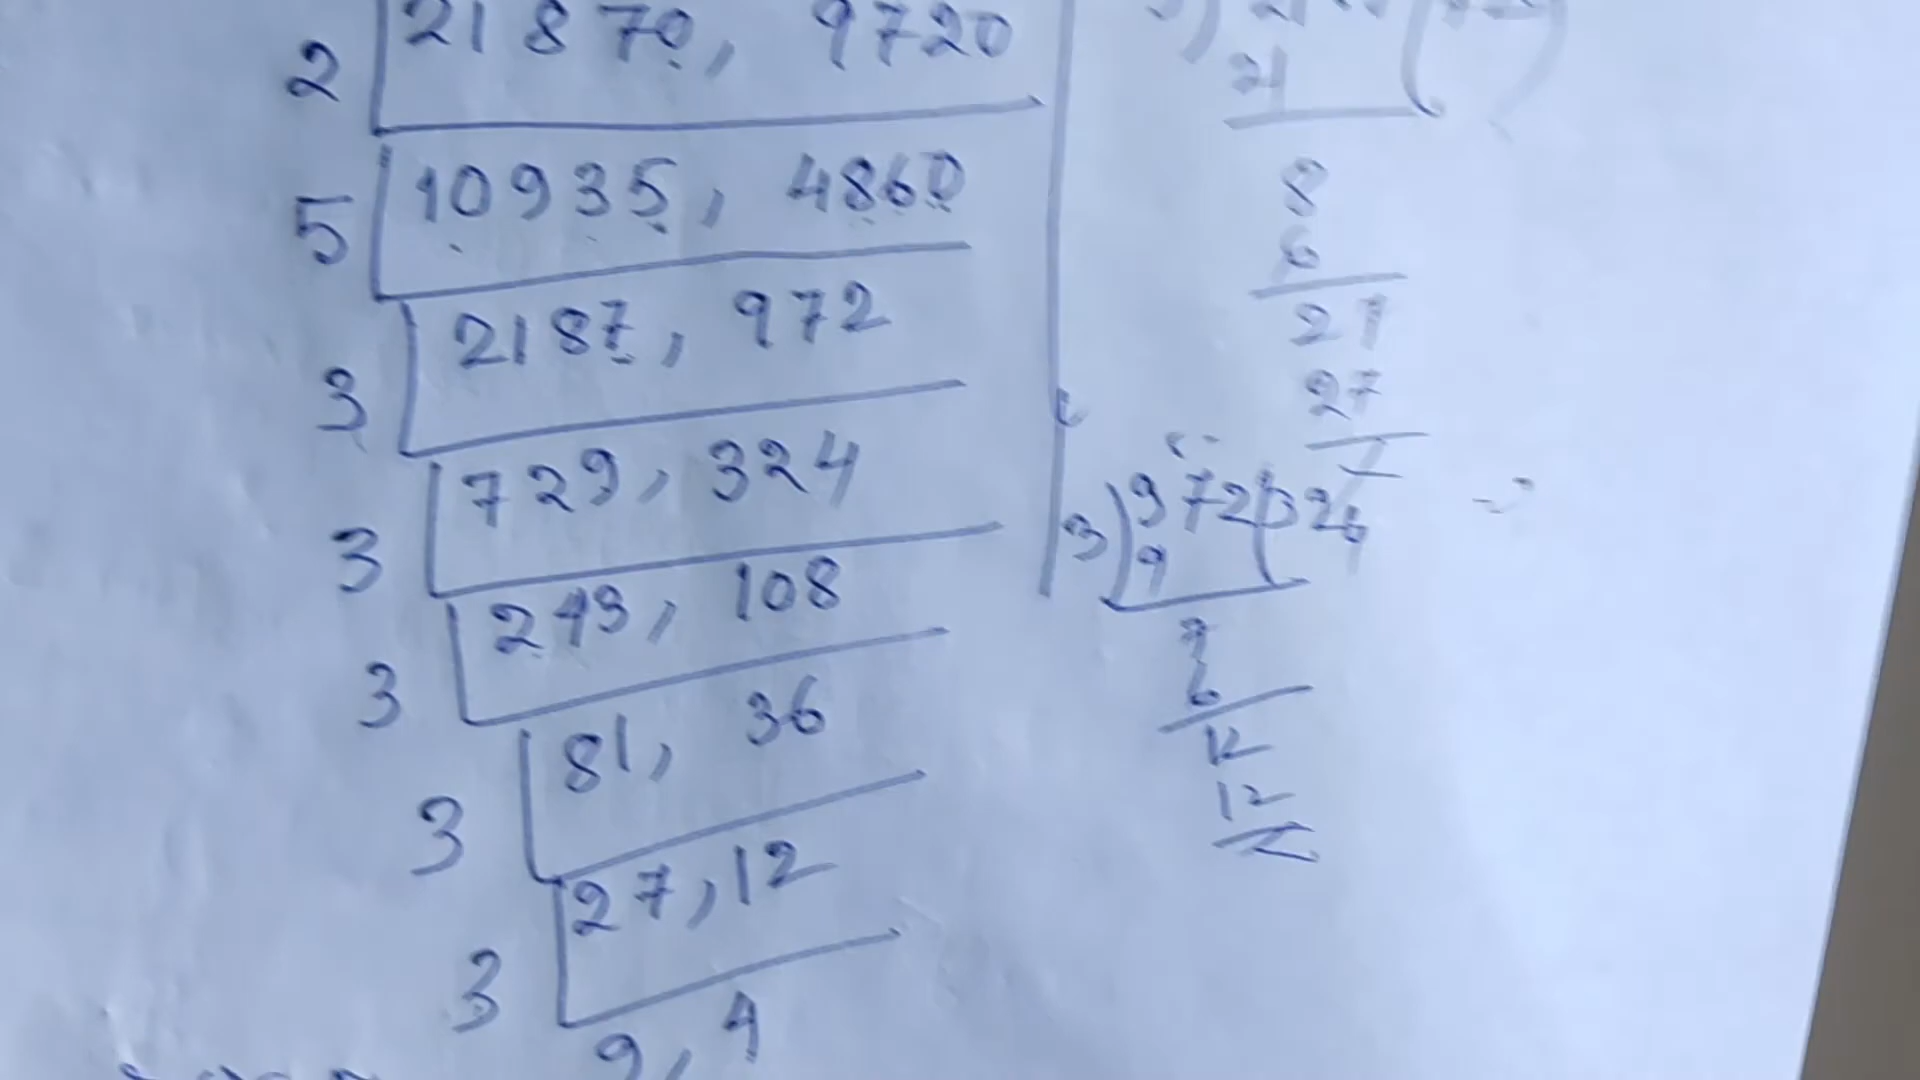 2 21870, 9720
5 10935, 4860
3 2187, 972
3 729, 324
3 243, 108
3 81, 36
3 27, 12
9, 4
21
8
6
27
27
3) 972 (324
9
7
6
12
12